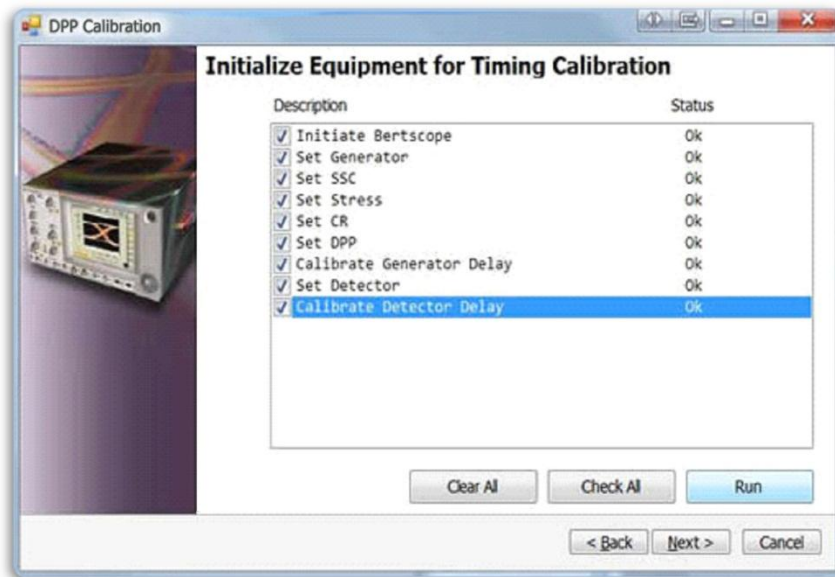 DPP Calibration
Initialize Equipment for Timing Calibration
Description Status
Initiate Bertscope Ok
Set Generator Ok
Set SSC Ok
Set Stress Ok
Set CR Ok
Set DPP Ok
Calibrate Generator Delay Ok
Set Detector Ok
Calibrate Detector Delay Ok
Clear All Check All Run
< Back Next > Cancel